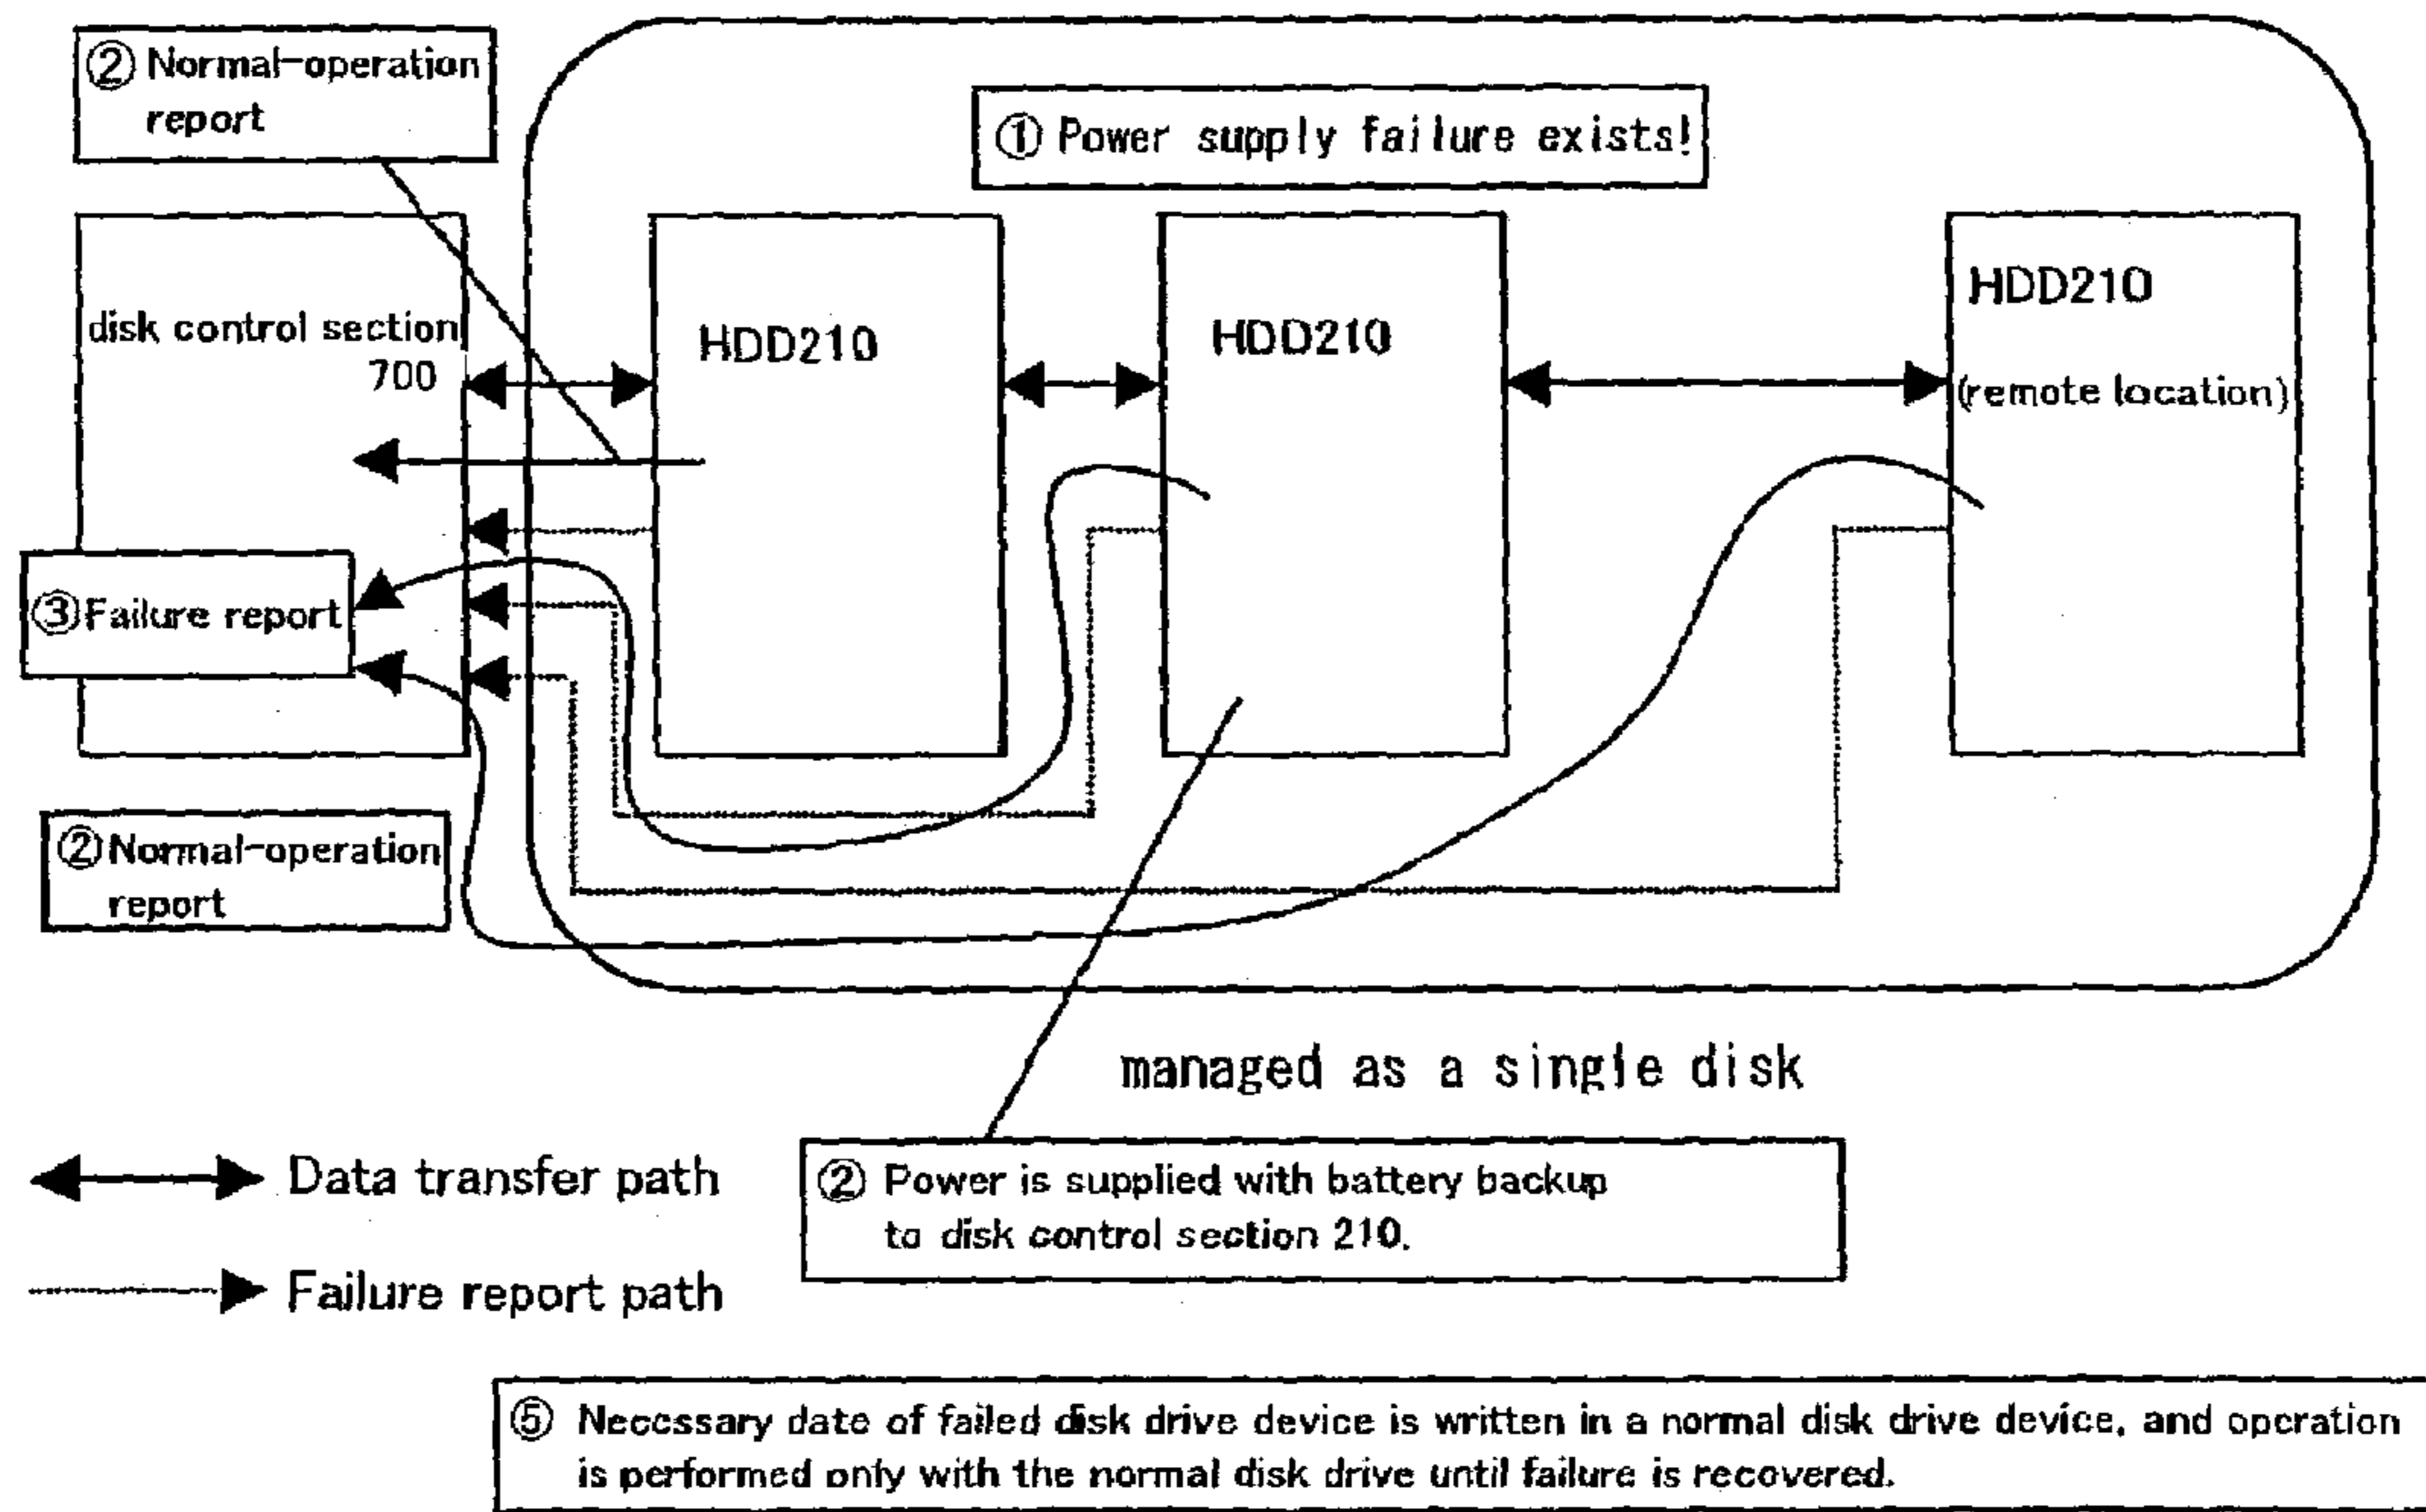 ② Normal-operation
report
① Power supply failure exists!
disk control section
700
HDD210
HDD210
HDD210
(remote location)
③Failure report
②Normal-operation
report
managed as a single disk
Data transfer path
② Power is supplied with battery backup
to disk control section 210.
Failure report path
⑤ Necessary date of failed disk drive device is written in a normal disk drive device, and operation
is performed only with the normal disk drive until failure is recovered.